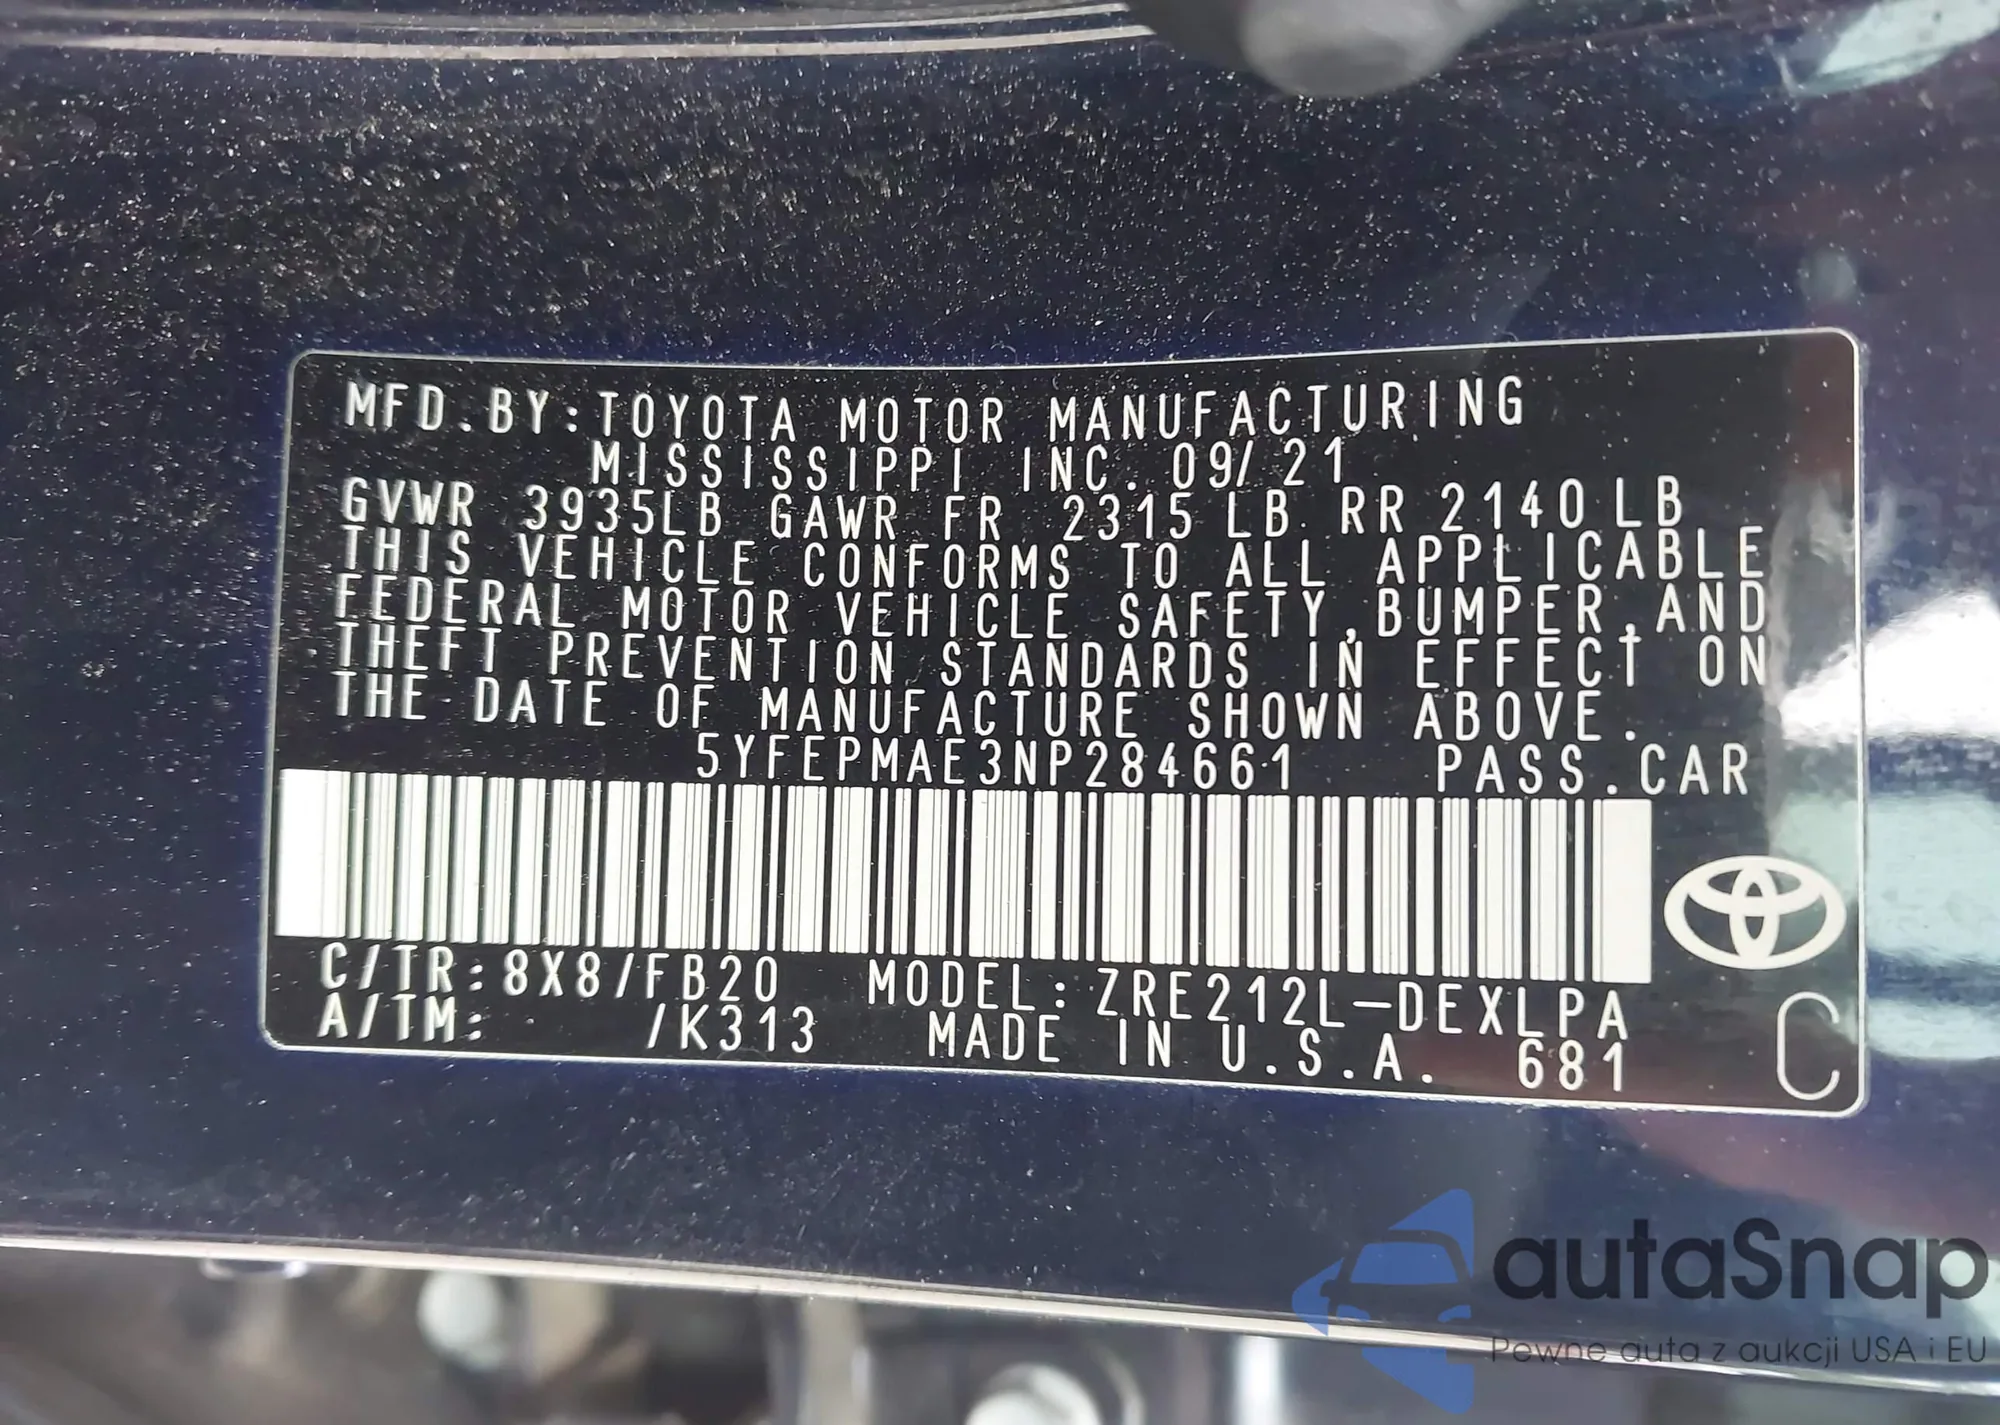 MFD.BY:TOYOTA MOTOR MANUFACTURING
MISSISSIPPI INC. 09/21
GVWR 3935LB GAWR FR 2315 LB RR 2140 LB
THIS VEHICLE CONFORMS TO ALL APPLICABLE
FEDERAL MOTOR VEHICLE SAFETY,BUMPER,AND
THEFT PREVENTION STANDARDS IN EFFECT ON
THE DATE OF MANUFACTURE SHOWN ABOVE.
5YFEPMAE3NP284661 PASS.CAR
C/TR:8X8/FB20 MODEL:ZRE212L-DEXLPA
A/TM: /K313 MADE IN U.S.A. 681 C
autaSnap
Pewne auta z aukcji USA i EU